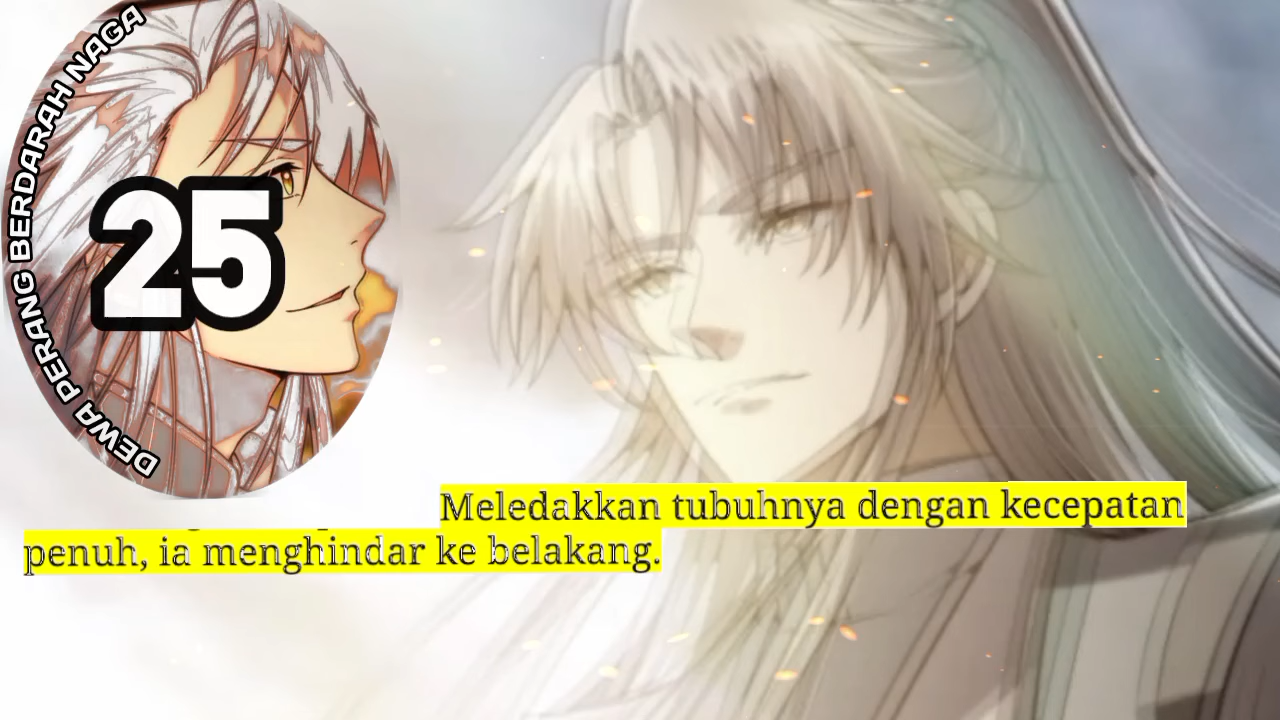 DEWA PERANG BERDARAH NAGA
25
Meledakkan tubuhnya dengan kecepatan
penuh, ia menghindar ke belakang.